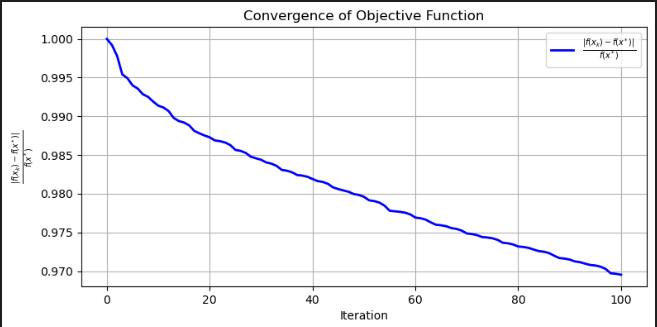 Convergence of Objective Function
1.000
0.995
0.990
0.985
0.980
0.975
0.970
|f(x_k) − f(x*)|
f(x*)
|f(x_k) − f(x*)|
f(x*)
0
20
40
60
80
100
Iteration